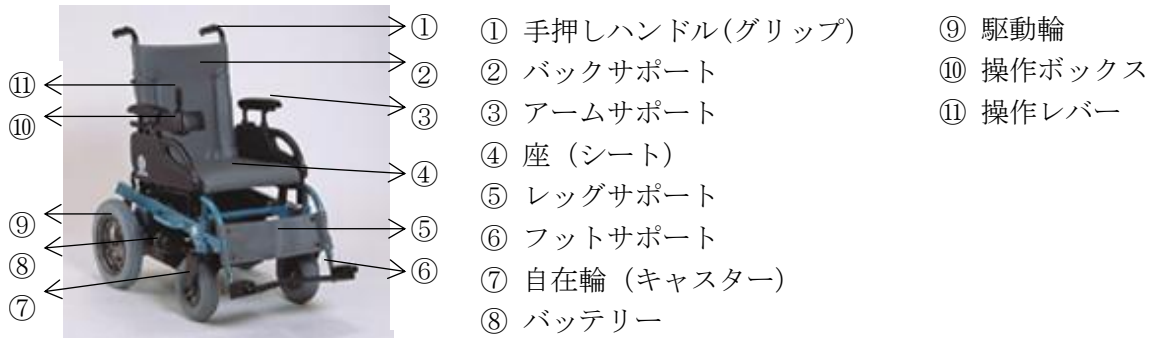 ①
②
③
④
⑤
⑥
⑪
⑩
⑨
⑧
⑦
① 手押しハンドル(グリップ)
② バックサポート
③ アームサポート
④ 座（シート）
⑤ レッグサポート
⑥ フットサポート
⑦ 自在輪（キャスター）
⑧ バッテリー
⑨ 駆動輪
⑩ 操作ボックス
⑪ 操作レバー